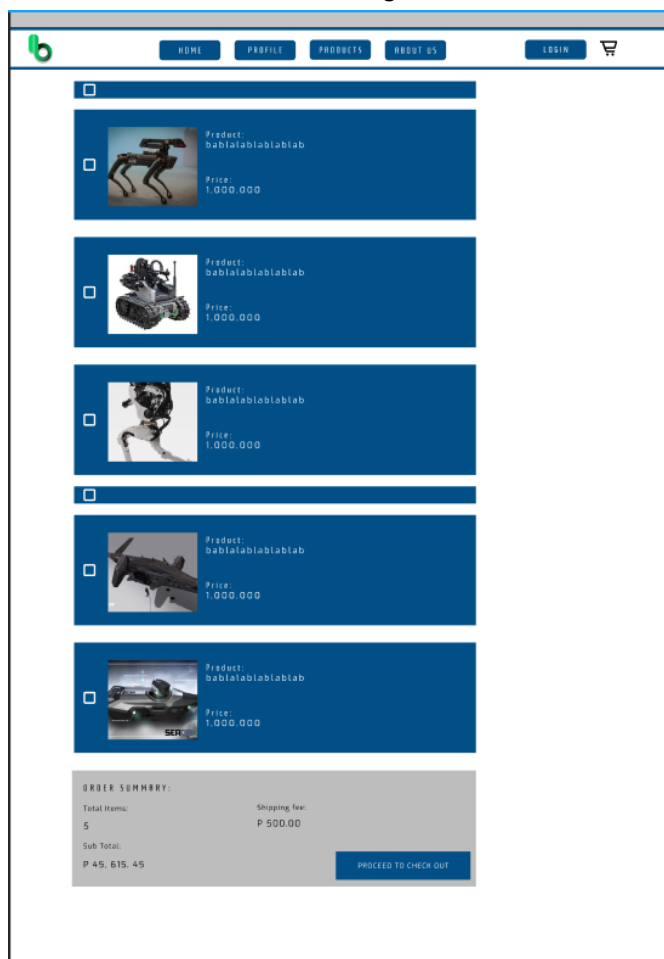 HOME PROFILE PRODUCTS ABOUT US LOGIN
Product:
bablalablablablab
Price:
1,000,000
Product:
bablalablablablab
Price:
1,000,000
Product:
bablalablablablab
Price:
1,000,000
Product:
bablalablablablab
Price:
1,000,000
Product:
bablalablablablab
Price:
1,000,000
ORDER SUMMARY:
Total Items: Shipping fee:
5 P 500.00
Sub Total:
P 45, 615. 45
PROCEED TO CHECK OUT